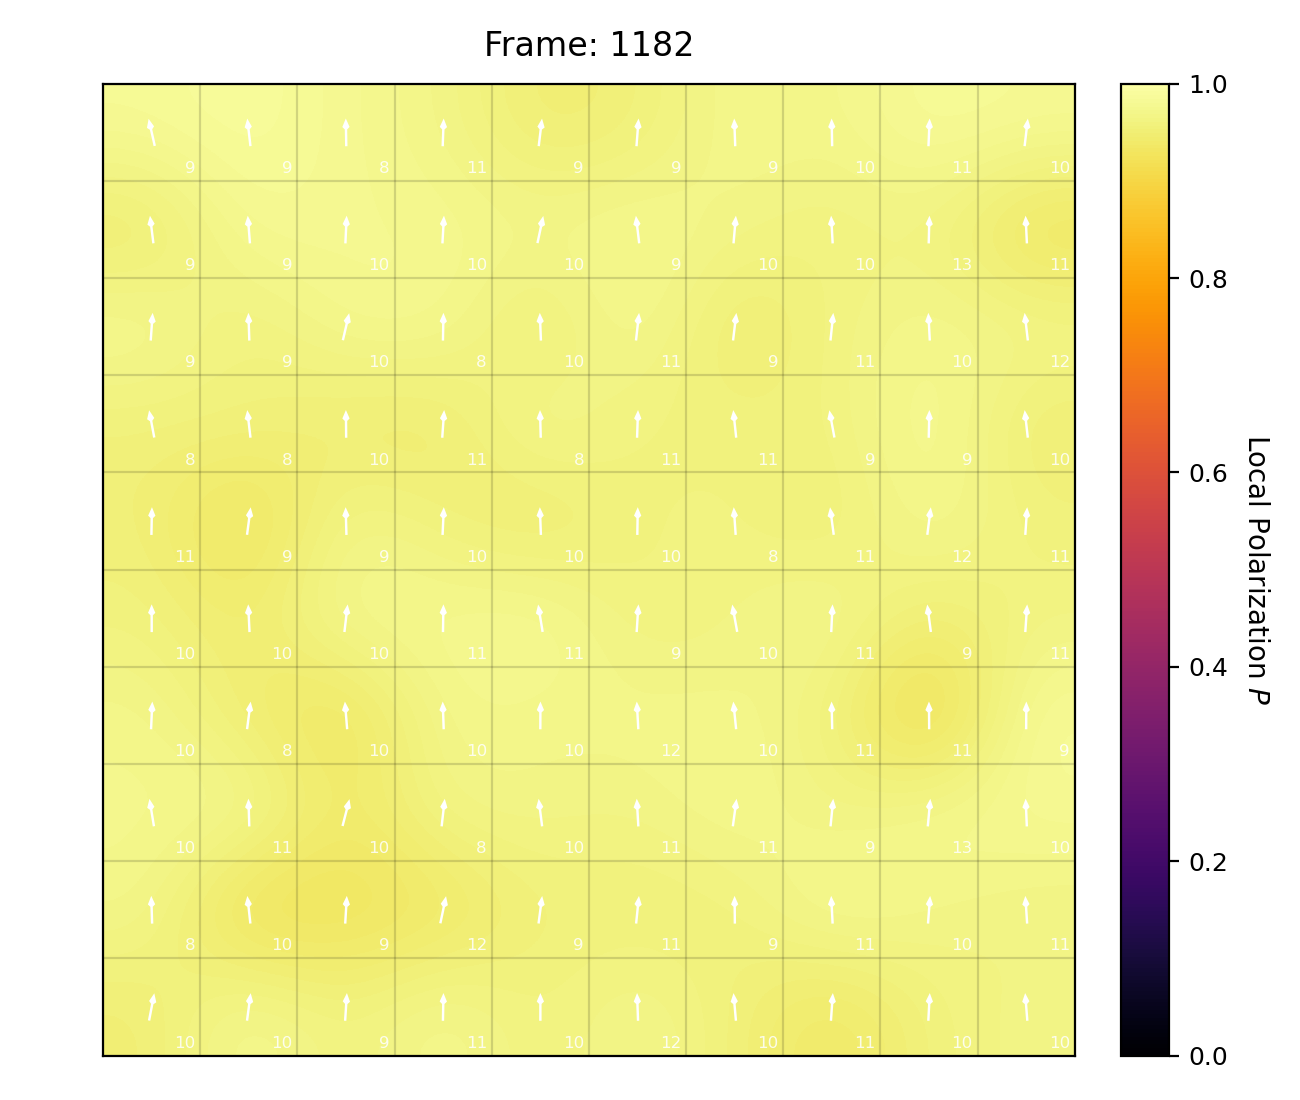 Frame: 1182
9 9 8 11 9 9 9 10 11 10
9 9 10 10 10 9 10 10 13 11
9 9 10 8 10 11 9 11 10 12
8 8 10 11 8 11 11 9 9 10
11 9 9 10 10 10 8 11 12 11
10 10 10 11 11 9 10 11 9 11
10 8 10 10 10 12 10 11 11 9
10 11 10 8 10 11 11 9 13 10
8 10 9 12 9 11 9 11 10 11
10 10 9 11 10 12 10 11 10 10
1.0
0.8
0.6
0.4
0.2
0.0
Local Polarization P